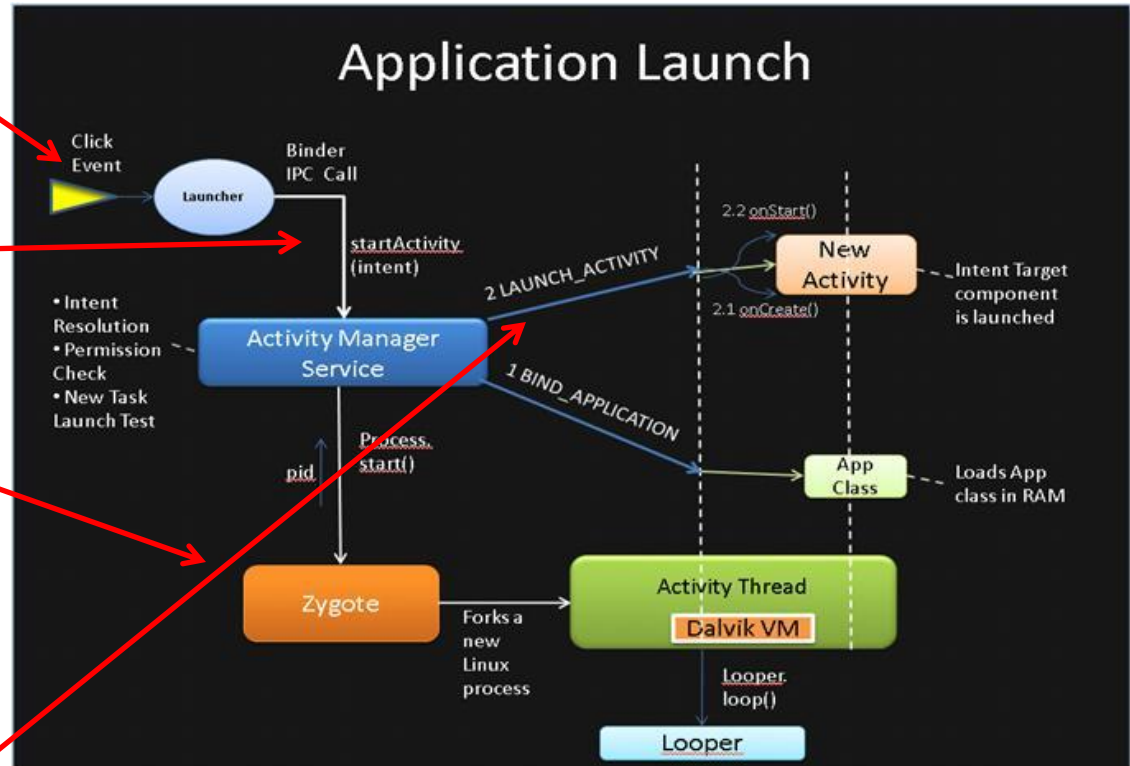 Application Launch
Click
Event
Binder
IPC Call
Launcher
startActivity
(intent)
• Intent
Resolution
• Permission
Check
• New Task
Launch Test
Activity Manager
Service
2 LAUNCH_ACTIVITY
2.2 onStart()
New
Activity
2.1 onCreate()
Intent Target
component
is launched
1 BIND_APPLICATION
pid
Process.
start()
App
Class
Loads App
class in RAM
Zygote
Forks a
new
Linux
process
Activity Thread
Dalvik VM
Looper.
loop()
Looper